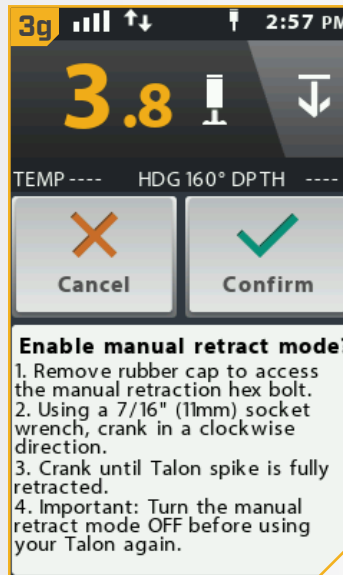 3g
2:57 PM
3.8
TEMP ---- HDG 160° DPTH ----
Cancel
Confirm
Enable manual retract mode?
1. Remove rubber cap to access
the manual retraction hex bolt.
2. Using a 7/16" (11mm) socket
wrench, crank in a clockwise
direction.
3. Crank until Talon spike is fully
retracted.
4. Important: Turn the manual
retract mode OFF before using
your Talon again.